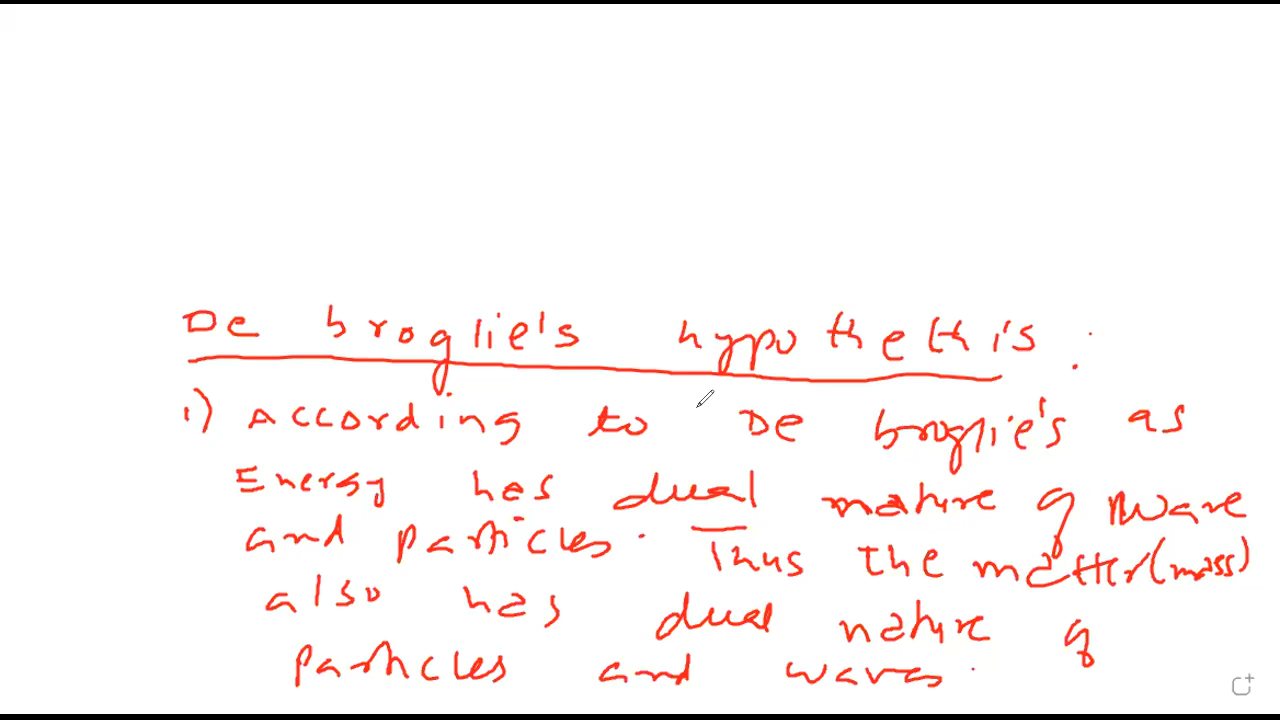 De broglie's hypothethis.
1) According to De broglie's as
Energy has dual nature of wave
and particles. Thus the matter (mass)
also has dual nature of
particles and waves.